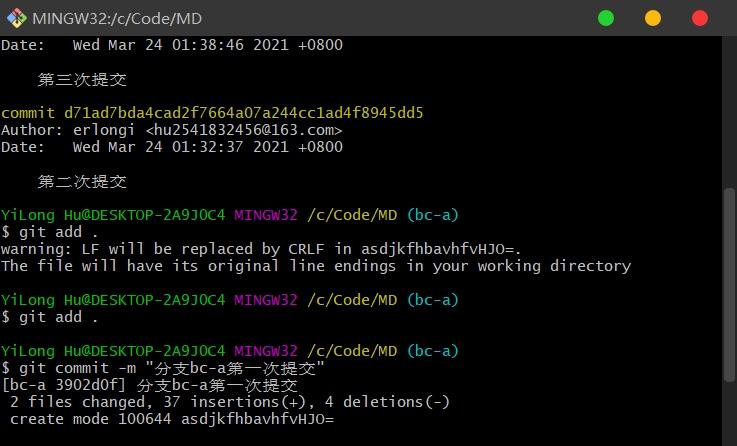 MINGW32:/c/Code/MD
Date:   Wed Mar 24 01:38:46 2021 +0800
第三次提交
commit d71ad7bda4cad2f7664a07a244cc1ad4f8945dd5
Author: erlongi <hu2541832456@163.com>
Date:   Wed Mar 24 01:32:37 2021 +0800
第二次提交
YiLong Hu@DESKTOP-2A9JOC4 MINGW32 /c/Code/MD (bc-a)
$ git add .
warning: LF will be replaced by CRLF in asdjkfhbavhfvHJO=.
The file will have its original line endings in your working directory
YiLong Hu@DESKTOP-2A9JOC4 MINGW32 /c/Code/MD (bc-a)
$ git add .
YiLong Hu@DESKTOP-2A9JOC4 MINGW32 /c/Code/MD (bc-a)
$ git commit -m "分支bc-a第一次提交"
[bc-a 3902d0f] 分支bc-a第一次提交
2 files changed, 37 insertions(+), 4 deletions(-)
create mode 100644 asdjkfhbavhfvHJO=